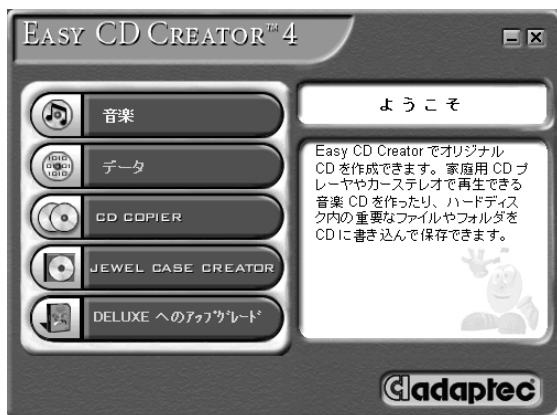 EASY CD CREATOR™ 4
音楽
データ
CD COPIER
JEWEL CASE CREATOR
DELUXE へのｱｯﾌﾟｸﾞﾚｰﾄﾞ
ようこそ
Easy CD Creator でオリジナル
CD を作成できます。家庭用 CD プ
レーヤやカーステレオで再生できる
音楽 CD を作ったり、ハードディス
ク内の重要なファイルやフォルダを
CD に書き込んで保存できます。
adaptec